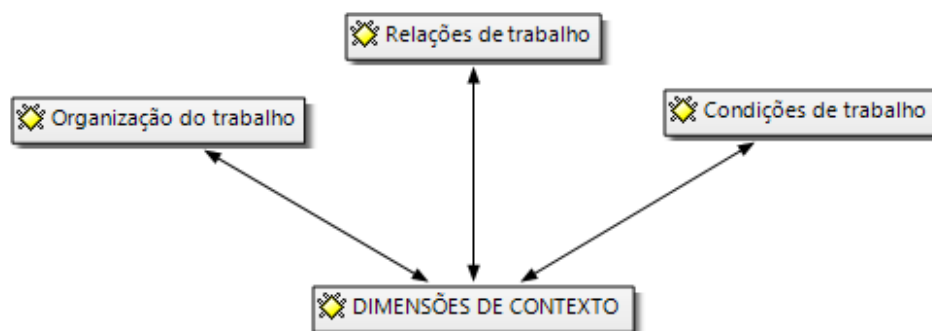 Relações de trabalho
Organização do trabalho
Condições de trabalho
DIMENSÕES DE CONTEXTO